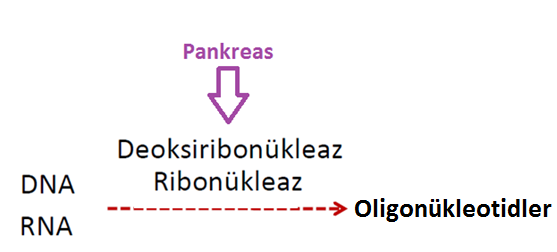 Pankreas
Deoksiribonükleaz
Ribonükleaz
DNA
RNA
Oligonükleotidler